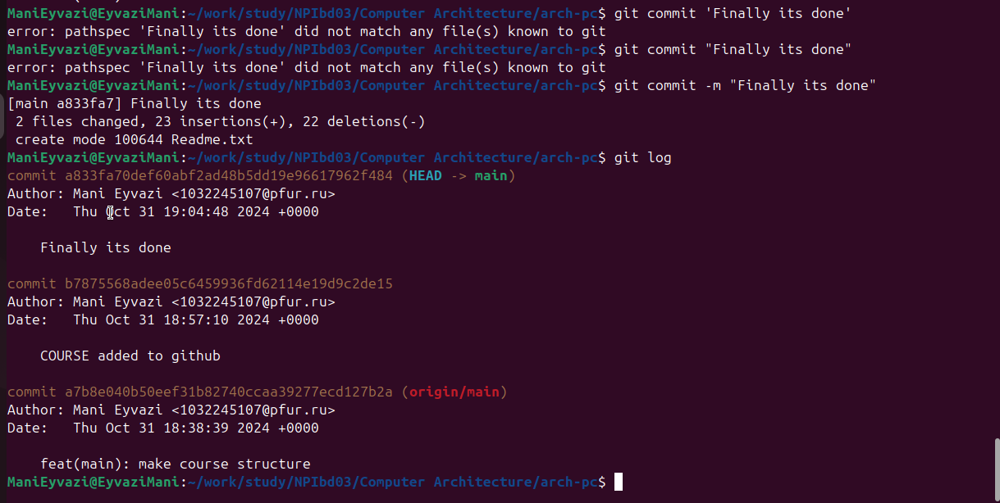 ManiEyvazi@EyvaziMani:~/work/study/NPIbd03/Computer Architecture/arch-pc$ git commit 'Finally its done'
error: pathspec 'Finally its done' did not match any file(s) known to git
ManiEyvazi@EyvaziMani:~/work/study/NPIbd03/Computer Architecture/arch-pc$ git commit "Finally its done"
error: pathspec 'Finally its done' did not match any file(s) known to git
ManiEyvazi@EyvaziMani:~/work/study/NPIbd03/Computer Architecture/arch-pc$ git commit -m "Finally its done"
[main a833fa7] Finally its done
 2 files changed, 23 insertions(+), 22 deletions(-)
 create mode 100644 Readme.txt
ManiEyvazi@EyvaziMani:~/work/study/NPIbd03/Computer Architecture/arch-pc$ git log
commit a833fa70def60abf2ad48b5dd19e96617962f484 (HEAD -> main)
Author: Mani Eyvazi <1032245107@pfur.ru>
Date:   Thu Oct 31 19:04:48 2024 +0000

    Finally its done

commit b7875568adee05c6459936fd62114e19d9c2de15
Author: Mani Eyvazi <1032245107@pfur.ru>
Date:   Thu Oct 31 18:57:10 2024 +0000

    COURSE added to github

commit a7b8e040b50eef31b82740ccaa39277ecd127b2a (origin/main)
Author: Mani Eyvazi <1032245107@pfur.ru>
Date:   Thu Oct 31 18:38:39 2024 +0000

    feat(main): make course structure
ManiEyvazi@EyvaziMani:~/work/study/NPIbd03/Computer Architecture/arch-pc$